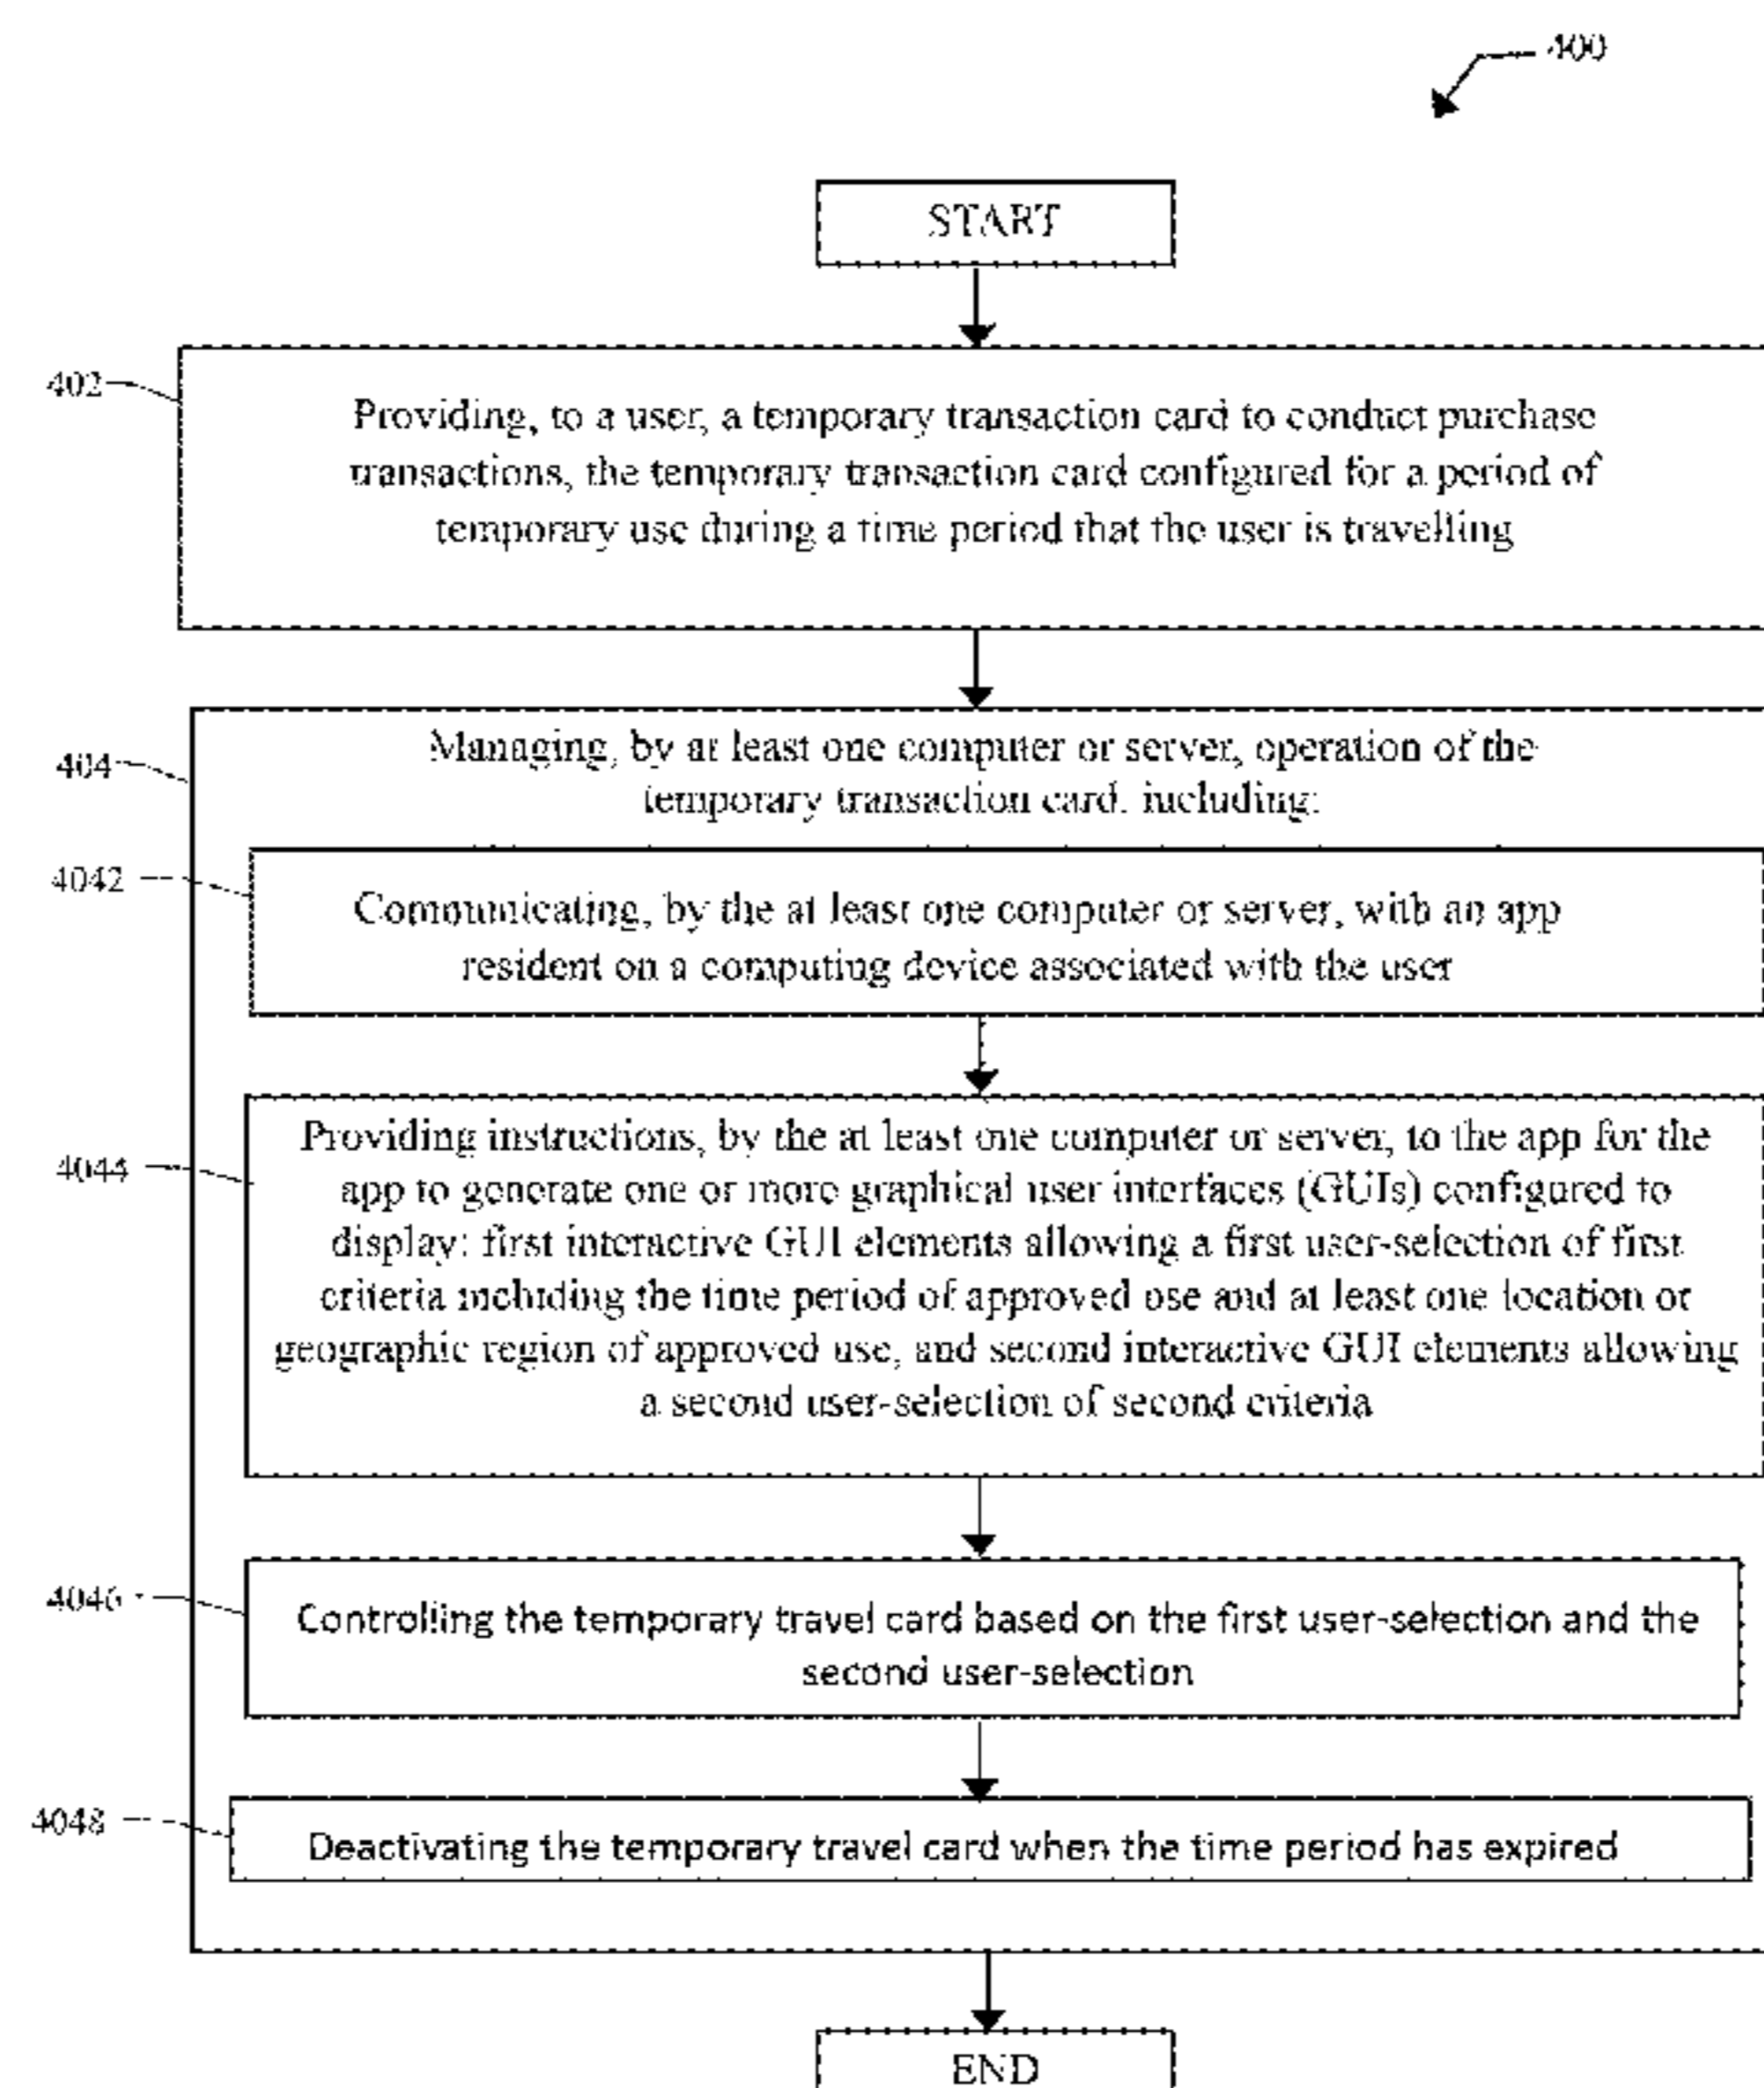 400
START
402
Providing, to a user, a temporary transaction card to conduct purchase
transactions, the temporary transaction card configured for a period of
temporary use during a time period that the user is travelling
404
Managing, by at least one computer or server, operation of the
temporary transaction card, including:
4042
Communicating, by the at least one computer or server, with an app
resident on a computing device associated with the user
4044
Providing instructions, by the at least one computer or server, to the app for the
app to generate one or more graphical user interfaces (GUIs) configured to
display: first interactive GUI elements allowing a first user-selection of first
criteria including the time period of approved use and at least one location or
geographic region of approved use, and second interactive GUI elements allowing
a second user-selection of second criteria
4046
Controlling the temporary travel card based on the first user-selection and the
second user-selection
4048
Deactivating the temporary travel card when the time period has expired
END